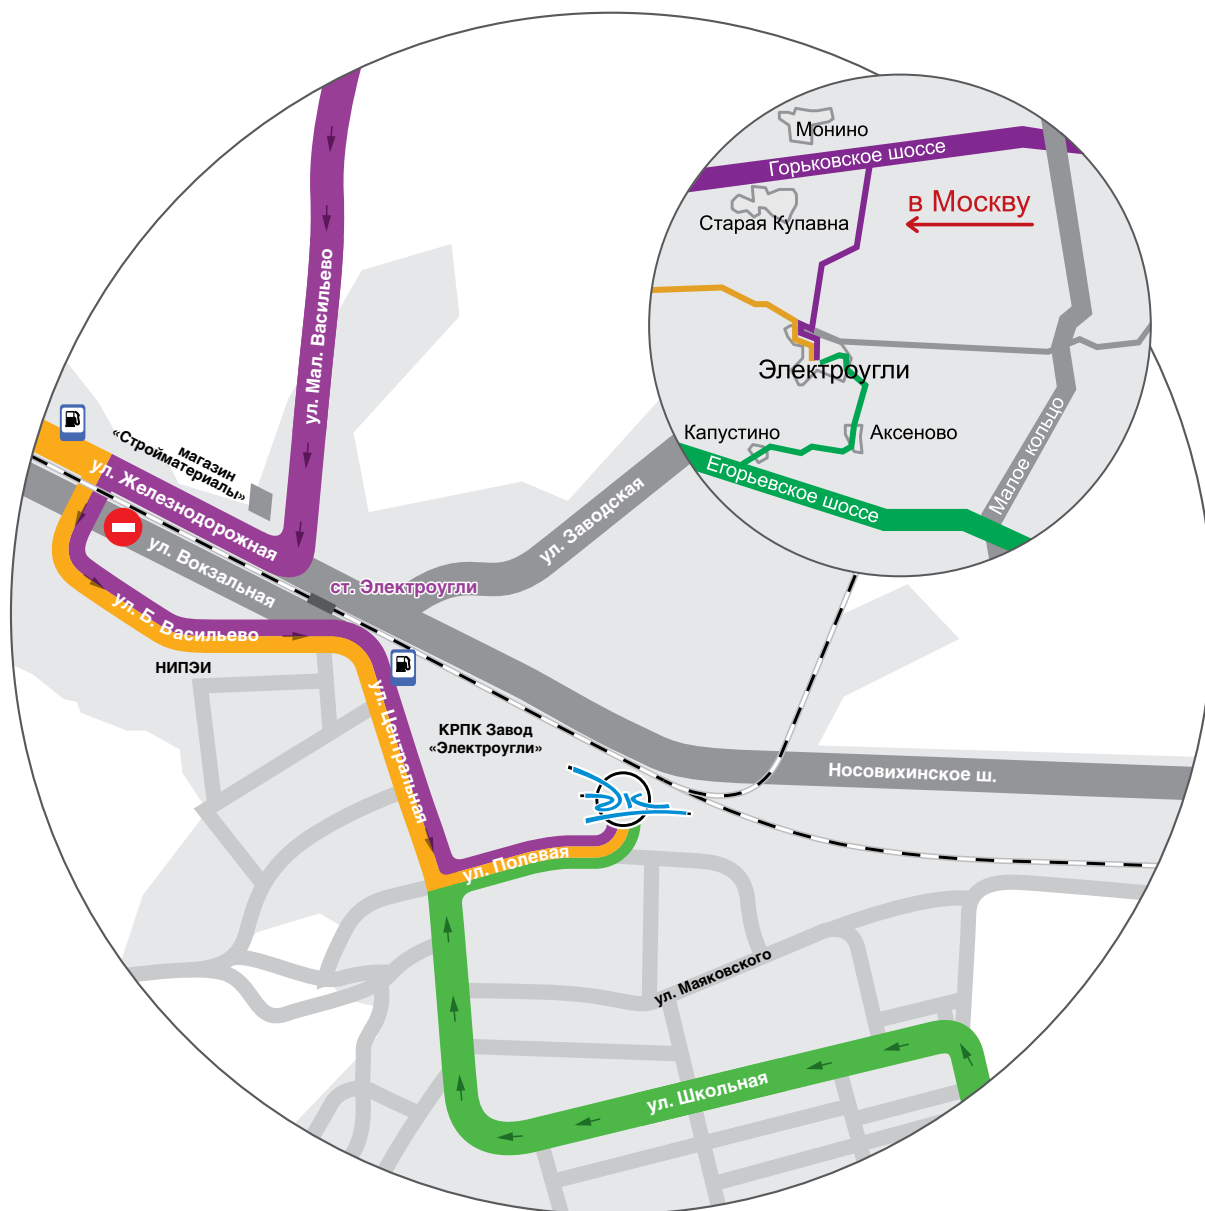 Монино
Горьковское шоссе
в Москву
Старая Купавна
Электроугли
Капустино
Аксеново
Егорьевское шоссе
Малое кольцо
ул. Мал. Васильево
магазин
«Стройматериалы»
ул. Железнодорожная
ул. Заводская
ул. Вокзальная
ст. Электроугли
ул. Б. Васильево
НИПЭИ
ул. Центральная
КРПК Завод
«Электроугли»
Носовихинское ш.
ул. Полевая
ул. Маяковского
ул. Школьная